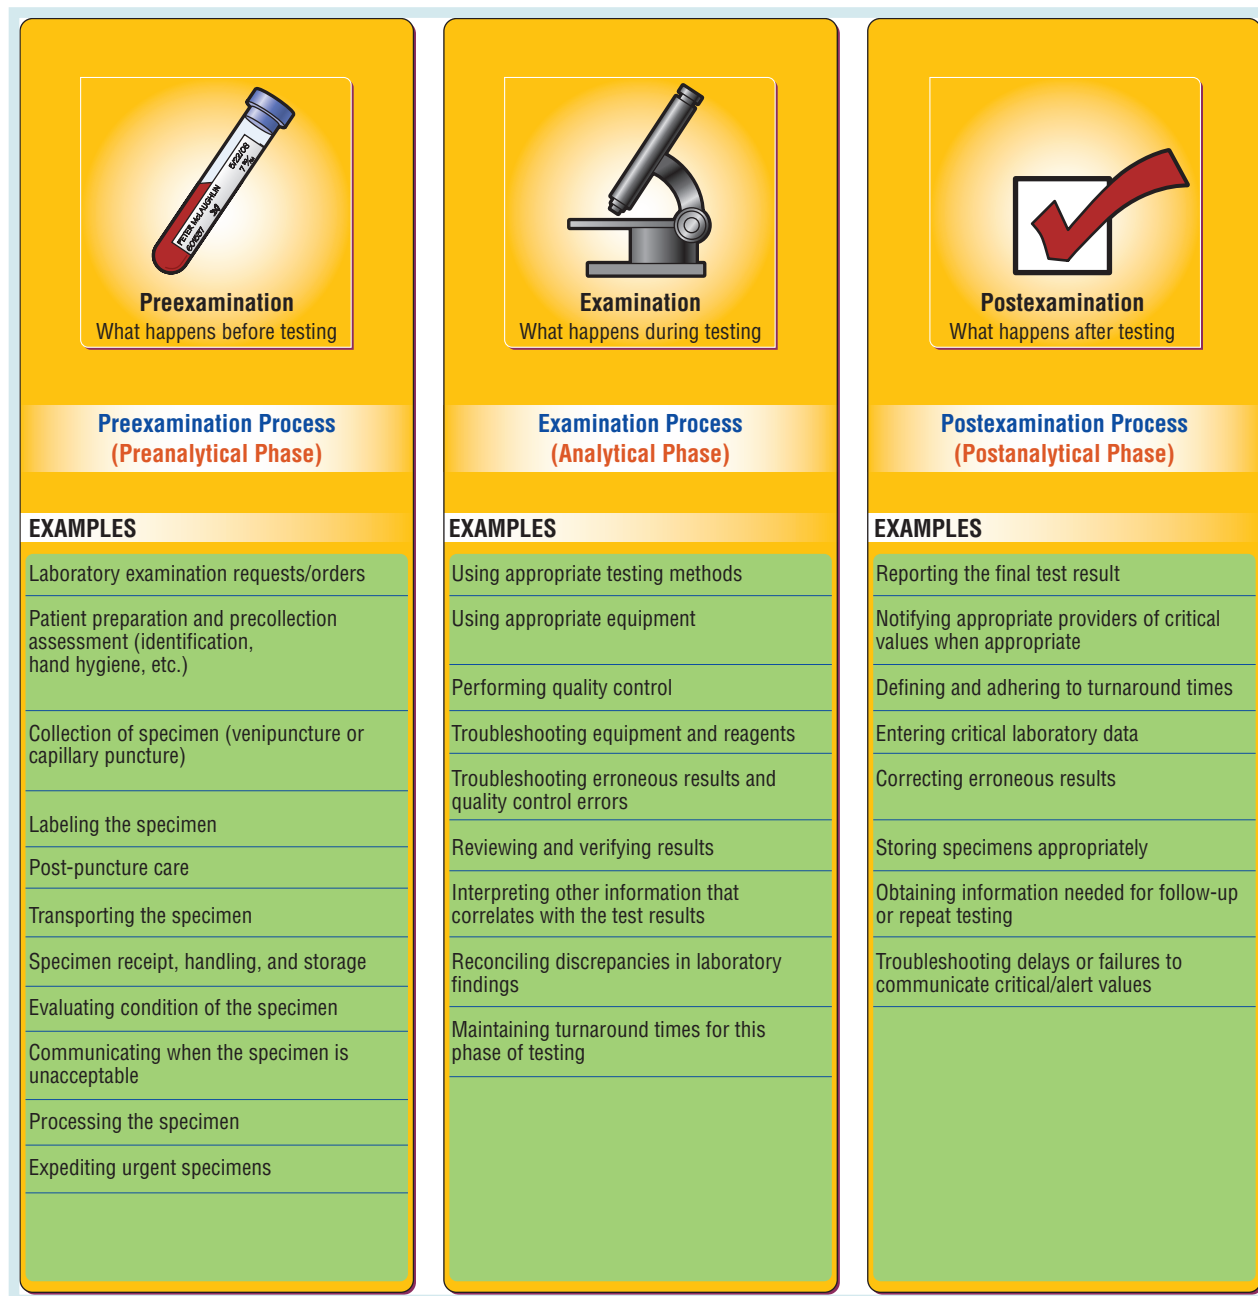 PETER McLAUGHLIN
5/22/08
Preexamination
What happens before testing
Preexamination Process
(Preanalytical Phase)
EXAMPLES
Laboratory examination requests/orders
Patient preparation and precollection
assessment (identification,
hand hygiene, etc.)
Collection of specimen (venipuncture or
capillary puncture)
Labeling the specimen
Post-puncture care
Transporting the specimen
Specimen receipt, handling, and storage
Evaluating condition of the specimen
Communicating when the specimen is
unacceptable
Processing the specimen
Expediting urgent specimens
Examination
What happens during testing
Examination Process
(Analytical Phase)
EXAMPLES
Using appropriate testing methods
Using appropriate equipment
Performing quality control
Troubleshooting equipment and reagents
Troubleshooting erroneous results and
quality control errors
Reviewing and verifying results
Interpreting other information that
correlates with the test results
Reconciling discrepancies in laboratory
findings
Maintaining turnaround times for this
phase of testing
Postexamination
What happens after testing
Postexamination Process
(Postanalytical Phase)
EXAMPLES
Reporting the final test result
Notifying appropriate providers of critical
values when appropriate
Defining and adhering to turnaround times
Entering critical laboratory data
Correcting erroneous results
Storing specimens appropriately
Obtaining information needed for follow-up
or repeat testing
Troubleshooting delays or failures to
communicate critical/alert values